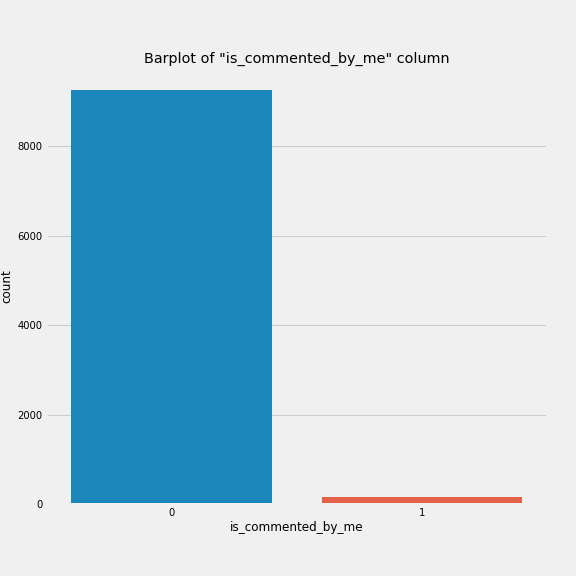 Barplot of "is_commented_by_me" column
8000
6000
4000
2000
0
count
0
1
is_commented_by_me